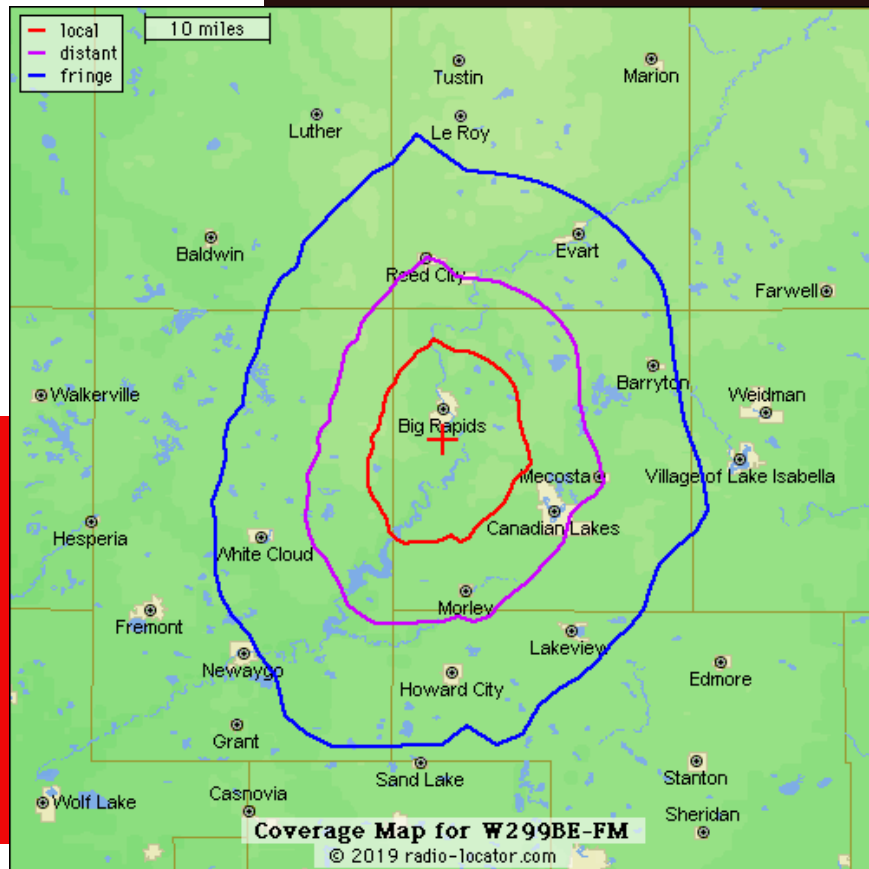 local
distant
fringe
10 miles
Tustin
Marion
Luther
Le Roy
Baldwin
Evart
Reed City
Farwell
Walkerville
Barryton
Weidman
Big Rapids
Mecosta
Village of Lake Isabella
Hesperia
Canadian Lakes
White Cloud
Fremont
Morley
Newaygo
Lakeview
Edmore
Howard City
Grant
Sand Lake
Stanton
Wolf Lake
Casnovia
Sheridan
Coverage Map for W299BE-FM
© 2019 radio-locator.com